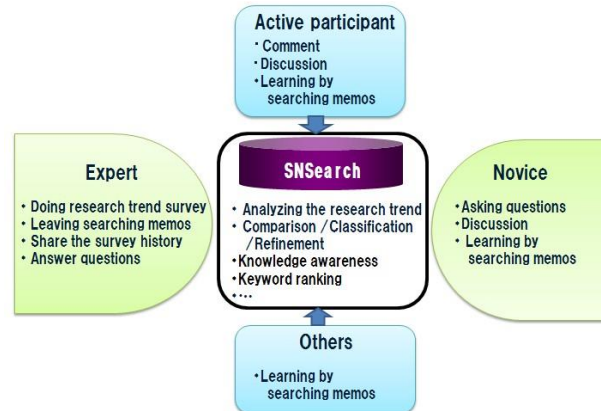 Active participant
・Comment
・Discussion
・Learning by
searching memos
Expert
・Doing research trend survey
・Leaving searching memos
・Share the survey history
・Answer questions
SNSearch
・Analyzing the research trend
・Comparison /Classification
/Refinement
・Knowledge awareness
・Keyword ranking
・・・・
Novice
・Asking questions
・Discussion
・Learning by
searching memos
Others
・Learning by
searching memos